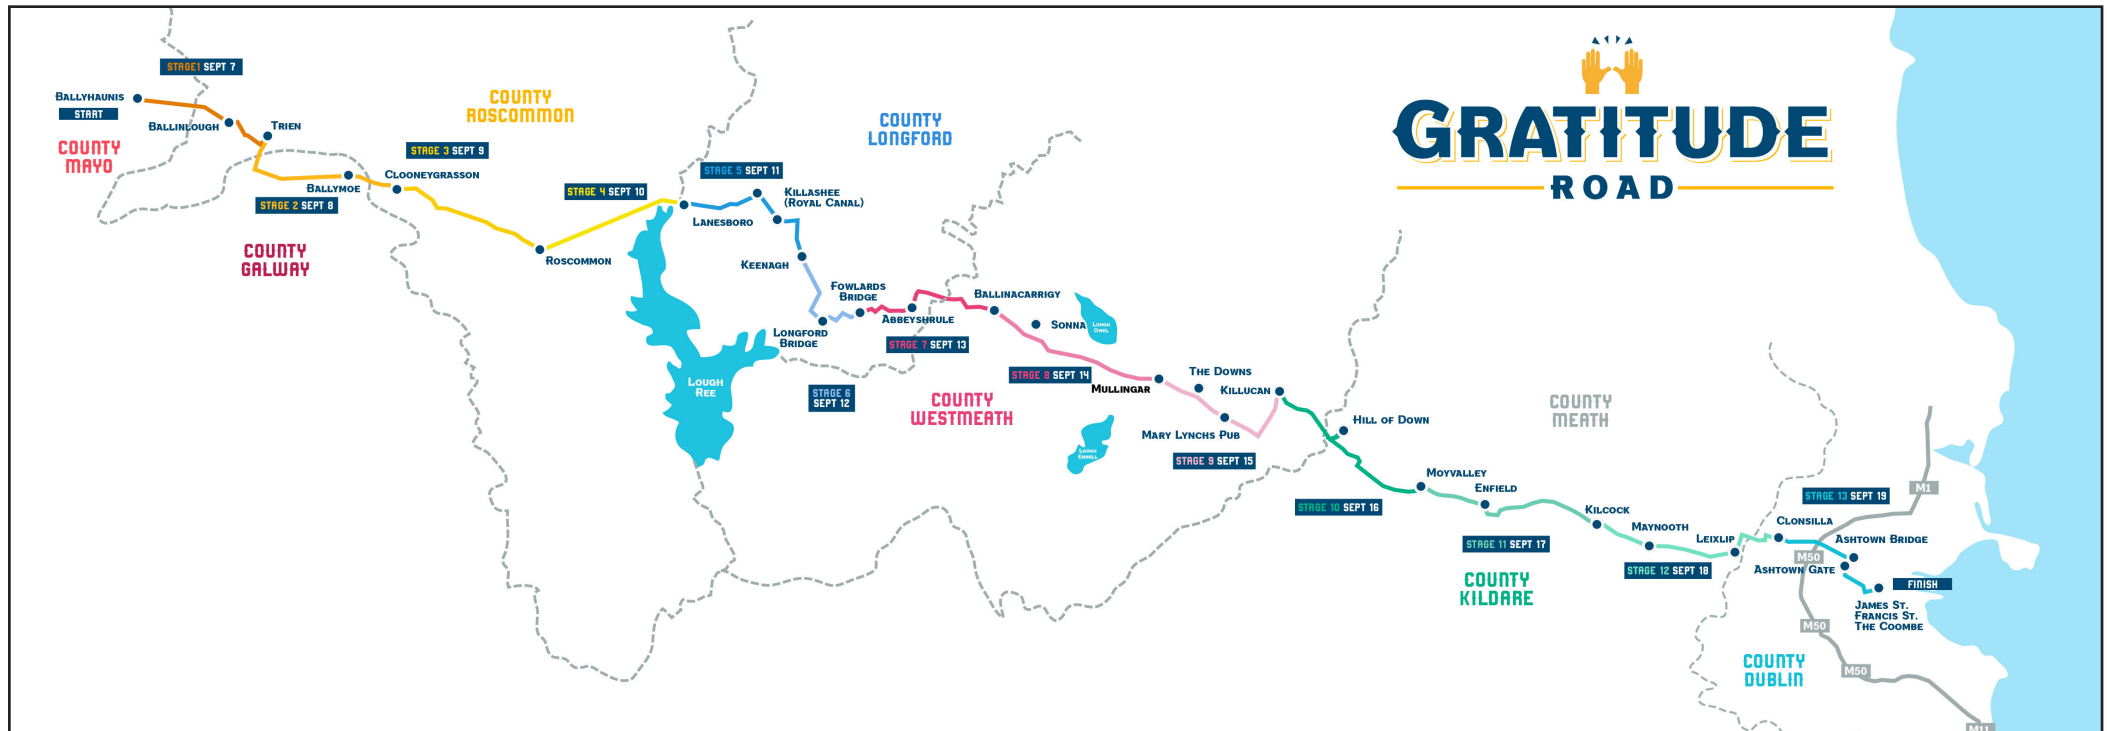 GRATITUDE
ROAD
STAGE1 SEPT 7
BALLYHAUNIS
START
COUNTY
MAYO
BALLINLOUGH
TRIEN
COUNTY
ROSCOMMON
STAGE 3 SEPT 9
CLOONEYGRASSON
BALLYMOE
STAGE 2 SEPT 8
COUNTY
GALWAY
STAGE 4 SEPT 10
ROSCOMMON
COUNTY
LONGFORD
STAGE 5 SEPT 11
KILLASHEE
(ROYAL CANAL)
LANESBORO
KEENAGH
FOWLARDS
BRIDGE
LONGFORD
BRIDGE
LOUGH
REE
STAGE 6
SEPT 12
ABBEYSHRULE
STAGE 7 SEPT 13
BALLINACARRIGY
SONNA
LOUGH
OWEL
COUNTY
WESTMEATH
STAGE 8 SEPT 14
MULLINGAR
LOUGH
ENNELL
THE DOWNS
KILLUCAN
MARY LYNCHS PUB
STAGE 9 SEPT 15
HILL OF DOWN
COUNTY
MEATH
STAGE 10 SEPT 16
MOYVALLEY
ENFIELD
STAGE 11 SEPT 17
COUNTY
KILDARE
KILCOCK
MAYNOOTH
STAGE 12 SEPT 18
LEIXLIP
STAGE 13 SEPT 19
M1
CLONSILLA
ASHTOWN BRIDGE
M50
ASHTOWN GATE
FINISH
JAMES ST.
FRANCIS ST.
THE COOMBE
M50
COUNTY
DUBLIN
M50
M11